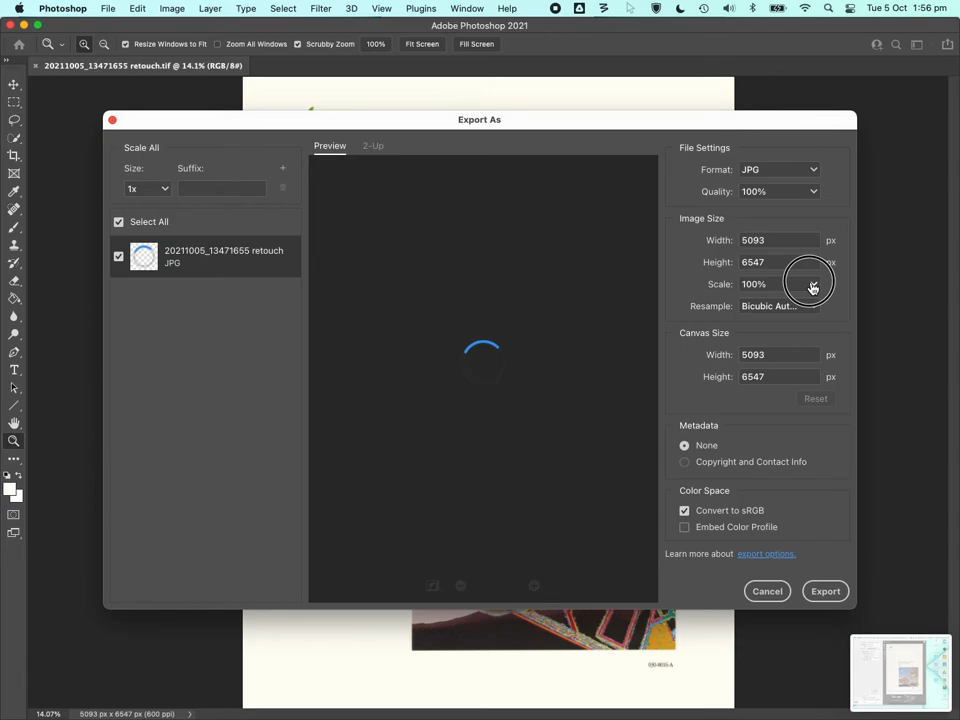 Photoshop File Edit Image Layer Type Select Filter 3D View Plugins Window Help Tue 5 Oct 1:56 pm
Adobe Photoshop 2021
Resize Windows to Fit Zoom All Windows Scrubby Zoom 100% Fit Screen Fill Screen
20211005_13471655 retouch.tif @ 14.1% (RGB/8#)
Export As
Scale All
Size: Suffix:
1x
Select All
20211005_13471655 retouch
JPG
Preview 2-Up
File Settings
Format: JPG
Quality: 100%
Image Size
Width: 5093 px
Height: 6547 px
Scale: 100%
Resample: Bicubic Aut...
Canvas Size
Width: 5093 px
Height: 6547 px
Reset
Metadata
None
Copyright and Contact Info
Color Space
Convert to sRGB
Embed Color Profile
Learn more about export options.
Cancel Export
14.07% 5093 px x 6547 px (600 ppi)